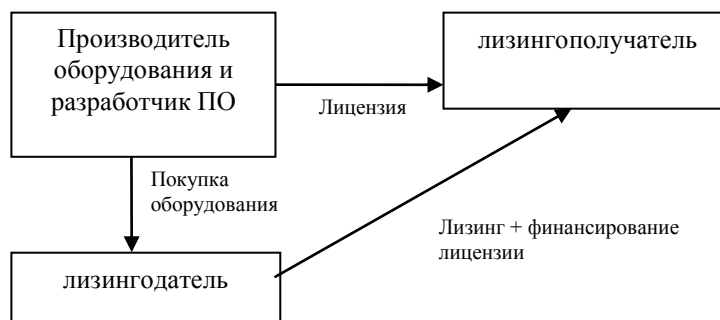 Производитель
оборудования и
разработчик ПО
лизингополучатель
Лицензия
Покупка
оборудования
Лизинг + финансирование
лицензии
лизингодатель